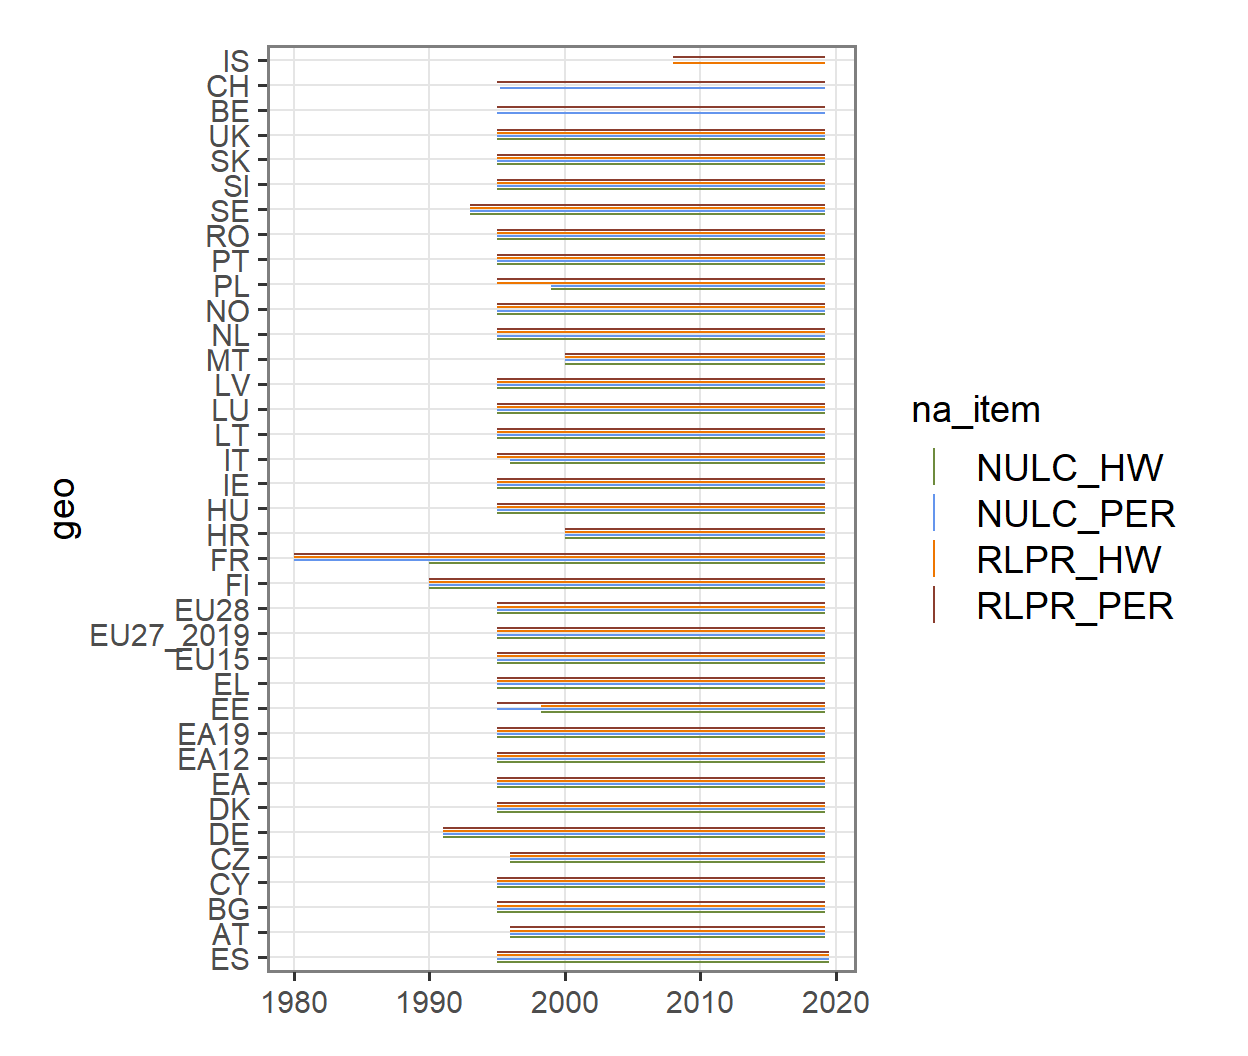 IS
CH
BE
UK
SK
SI
SE
RO
PT
PL
NO
NL
MT
LV
LU
LT
IT
IE
HU
HR
FR
FI
EU28
EU27_2019
EU15
EL
EE
EA19
EA12
EA
DK
DE
CZ
CY
BG
AT
ES
geo
1980 1990 2000 2010 2020
na_item
NULC_HW
NULC_PER
RLPR_HW
RLPR_PER